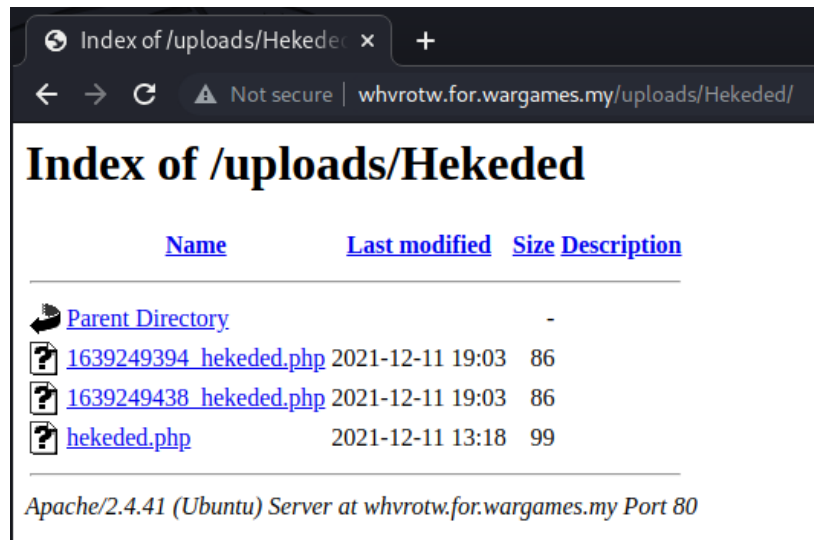 Index of /uploads/Hekede
Not secure | whvrotw.for.wargames.my/uploads/Hekeded/
Index of /uploads/Hekeded
Name Last modified Size Description
Parent Directory -
1639249394_hekeded.php 2021-12-11 19:03 86
1639249438_hekeded.php 2021-12-11 19:03 86
hekeded.php 2021-12-11 13:18 99
Apache/2.4.41 (Ubuntu) Server at whvrotw.for.wargames.my Port 80